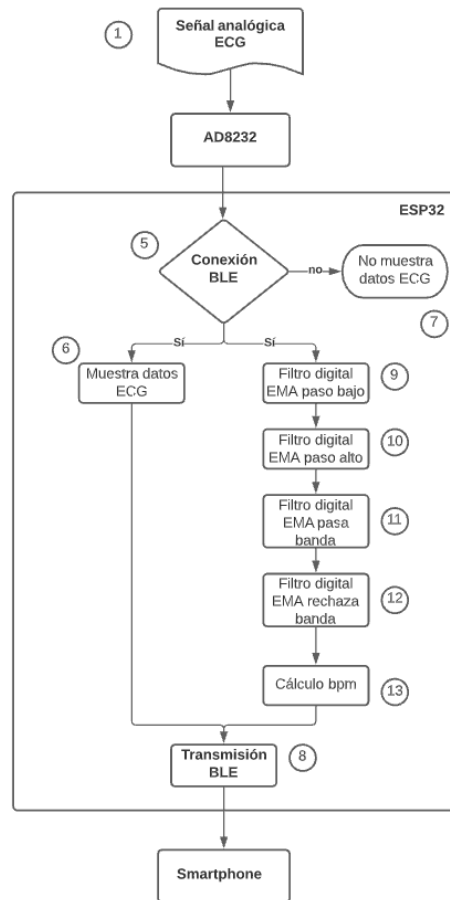 1
Señal analógica
ECG
AD8232
ESP32
5
Conexión
BLE
no
No muestra
datos ECG
7
Sí
Sí
6
Muestra datos
ECG
Filtro digital
EMA paso bajo
9
Filtro digital
EMA paso alto
10
Filtro digital
EMA pasa
banda
11
Filtro digital
EMA rechaza
banda
12
Cálculo bpm
13
Transmisión
BLE
8
Smartphone